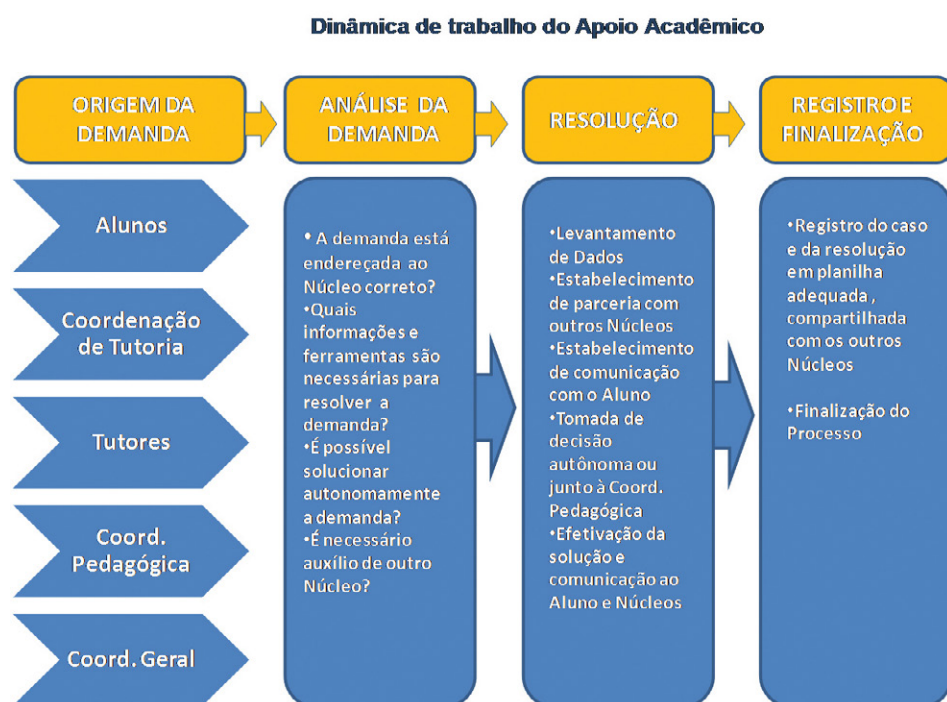 Dinâmica de trabalho do Apoio Acadêmico
ORIGEM DA
DEMANDA
ANÁLISE DA
DEMANDA
RESOLUÇÃO
REGISTRO E
FINALIZAÇÃO
Alunos
Coordenação
de Tutoria
Tutores
Coord.
Pedagógica
Coord. Geral
• A demanda está
endereçada ao
Núcleo correto?
•Quais
informações e
ferramentas são
necessárias para
resolver a
demanda?
•É possível
solucionar
autonomamente
a demanda?
•É necessário
auxílio de outro
Núcleo?
•Levantamento
de Dados
•Estabelecimento
de parceria com
outros Núcleos
•Estabelecimento
de comunicação
com o Aluno
•Tomada de
decisão
autônoma ou
junto à Coord.
Pedagógica
•Efetivação da
solução e
comunicação ao
Aluno e Núcleos
•Registro do caso
e da resolução
em planilha
adequada ,
compartilhada
com os outros
Núcleos
•Finalização do
Processo